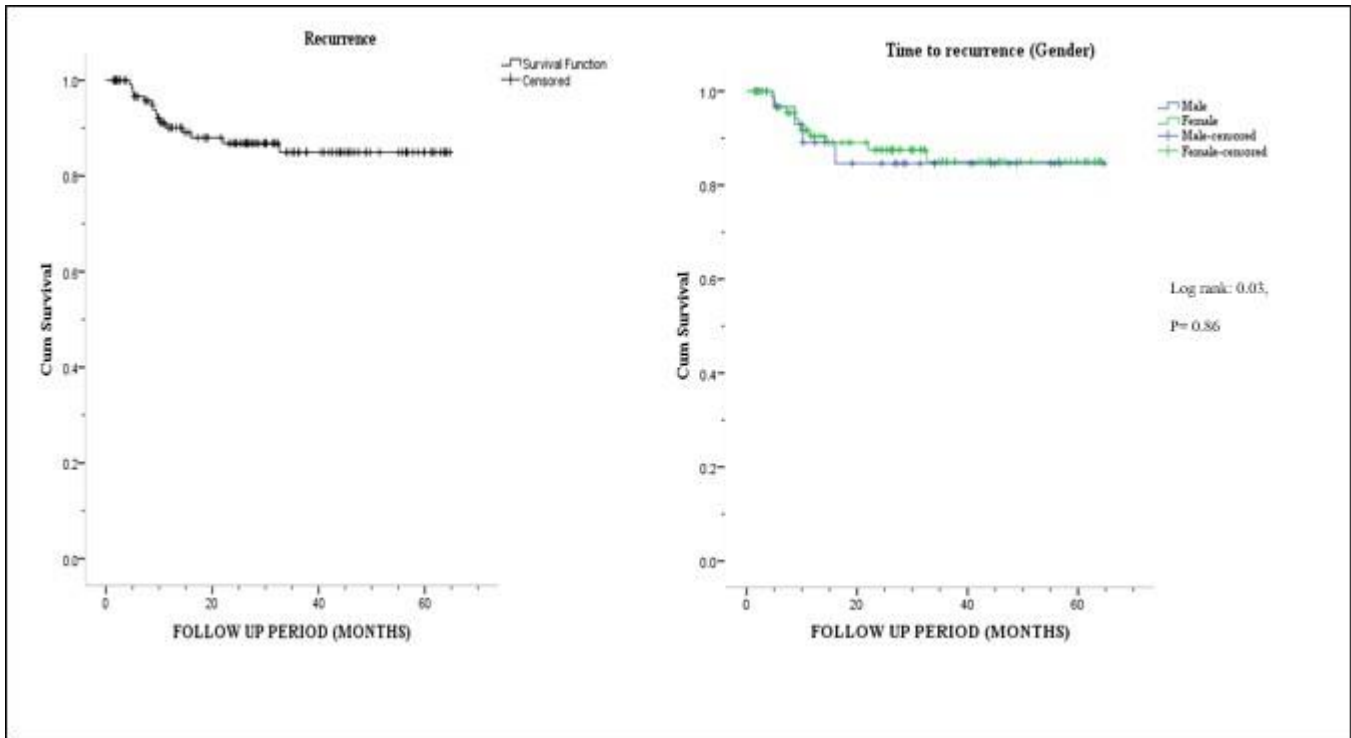 Recurrence
Survival Function
Censored
1.0
0.8
0.6
0.4
0.2
0.0
Cum Survival
0 20 40 60
FOLLOW UP PERIOD (MONTHS)
Time to recurrence (Gender)
Male
Female
Male-censored
Female-censored
1.0
0.8
0.6
0.4
0.2
0.0
Cum Survival
Log rank: 0.03,
P= 0.86
0 20 40 60
FOLLOW UP PERIOD (MONTHS)